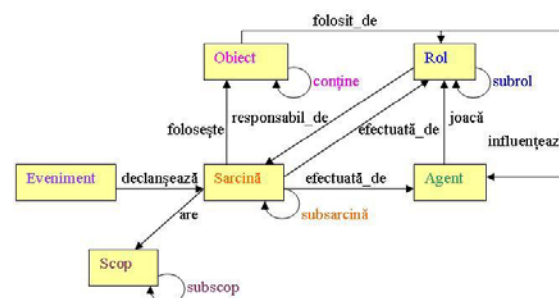 folosit_de
Obiect
Rol
conține
subrol
folosește
responsabil_de
efectuată_de
joacă
influențeaz
Eveniment
declanșează
Sarcină
efectuată_de
Agent
are
subsarcină
Scop
subscop